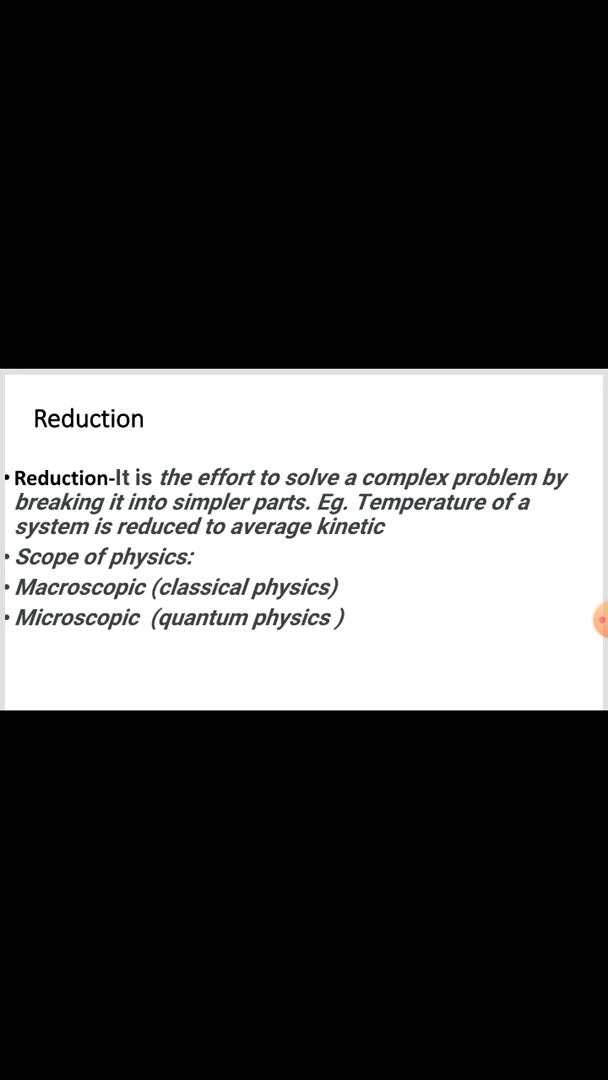 Reduction
• Reduction-It is the effort to solve a complex problem by
breaking it into simpler parts. Eg. Temperature of a
system is reduced to average kinetic
• Scope of physics:
• Macroscopic (classical physics)
• Microscopic (quantum physics )